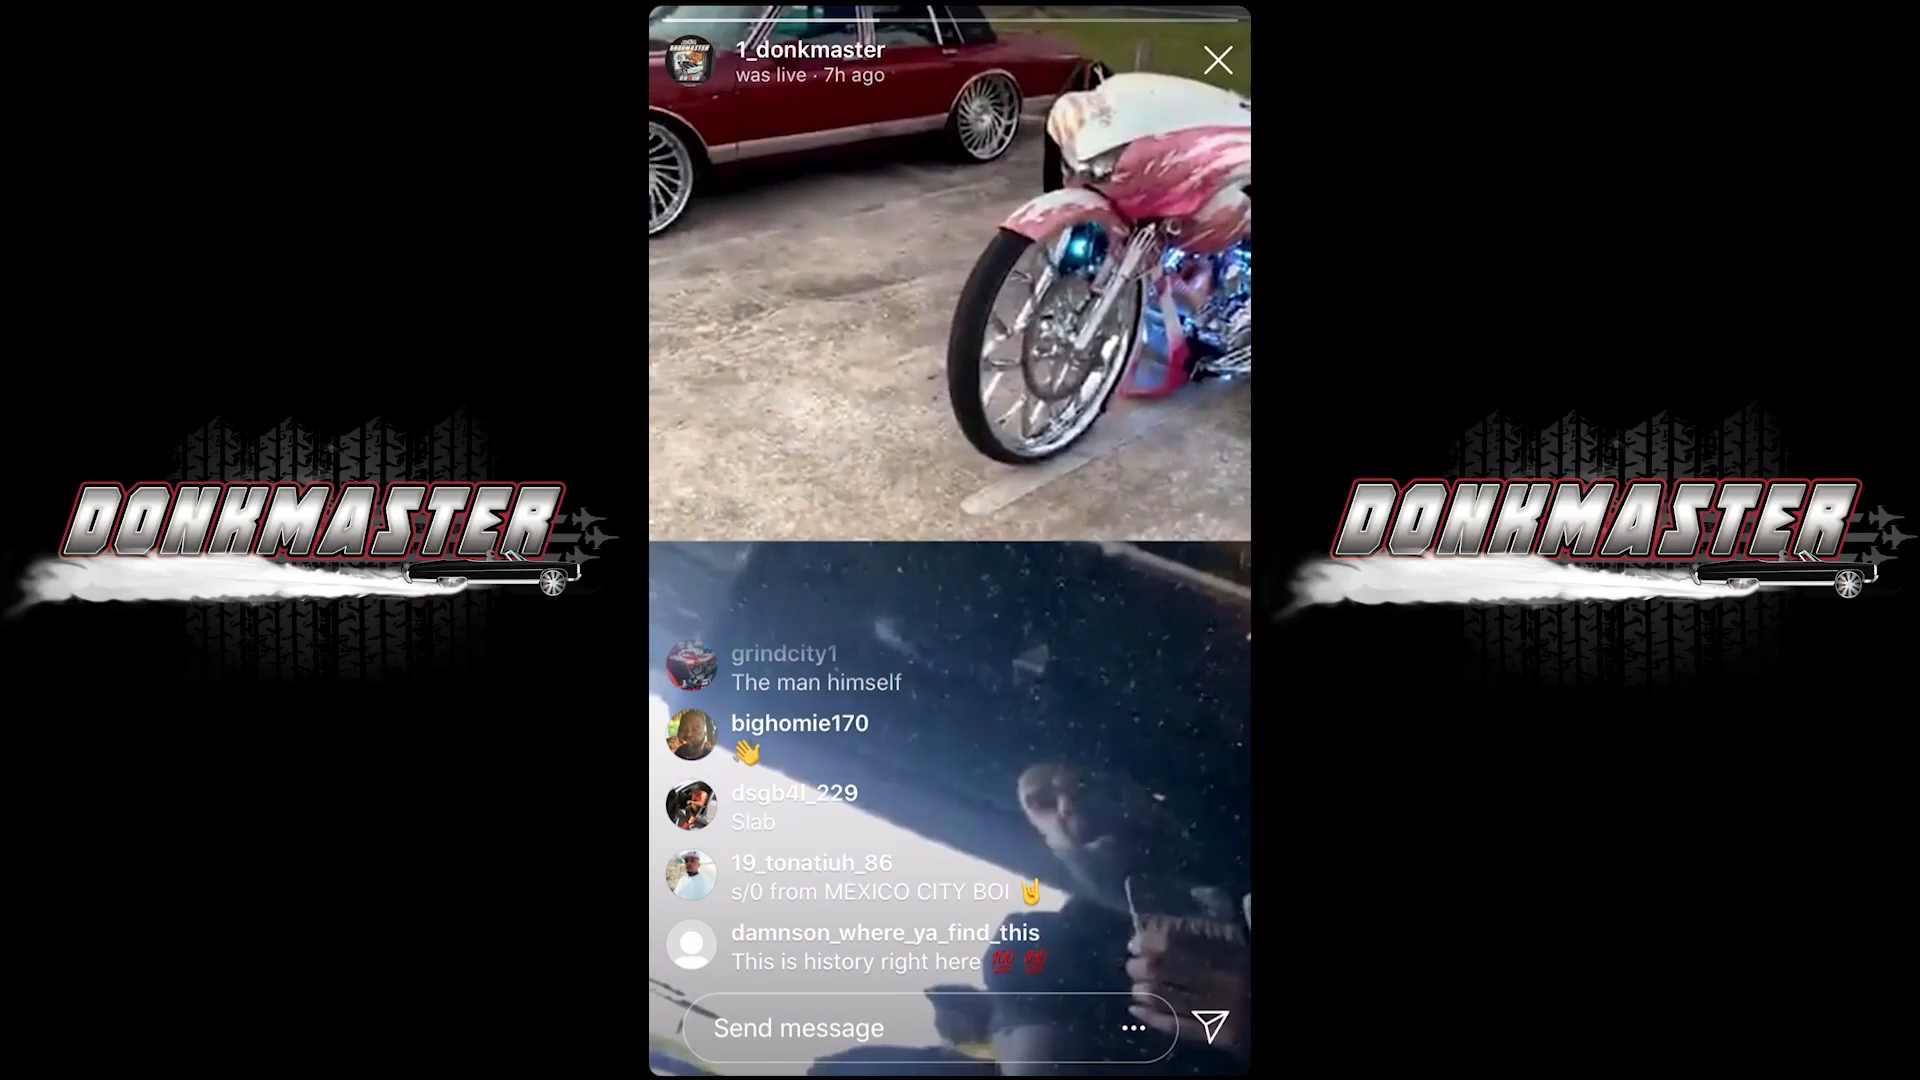 1_donkmaster
was live · 7h ago
DONKMASTER
DONKMASTER
grindcity1
The man himself
bighomie170
👋
dsgb4l_229
Slab
19_tonatiuh_86
s/0 from MEXICO CITY BOI 🤘
damnson_where_ya_find_this
This is history right here 💯 💯
Send message